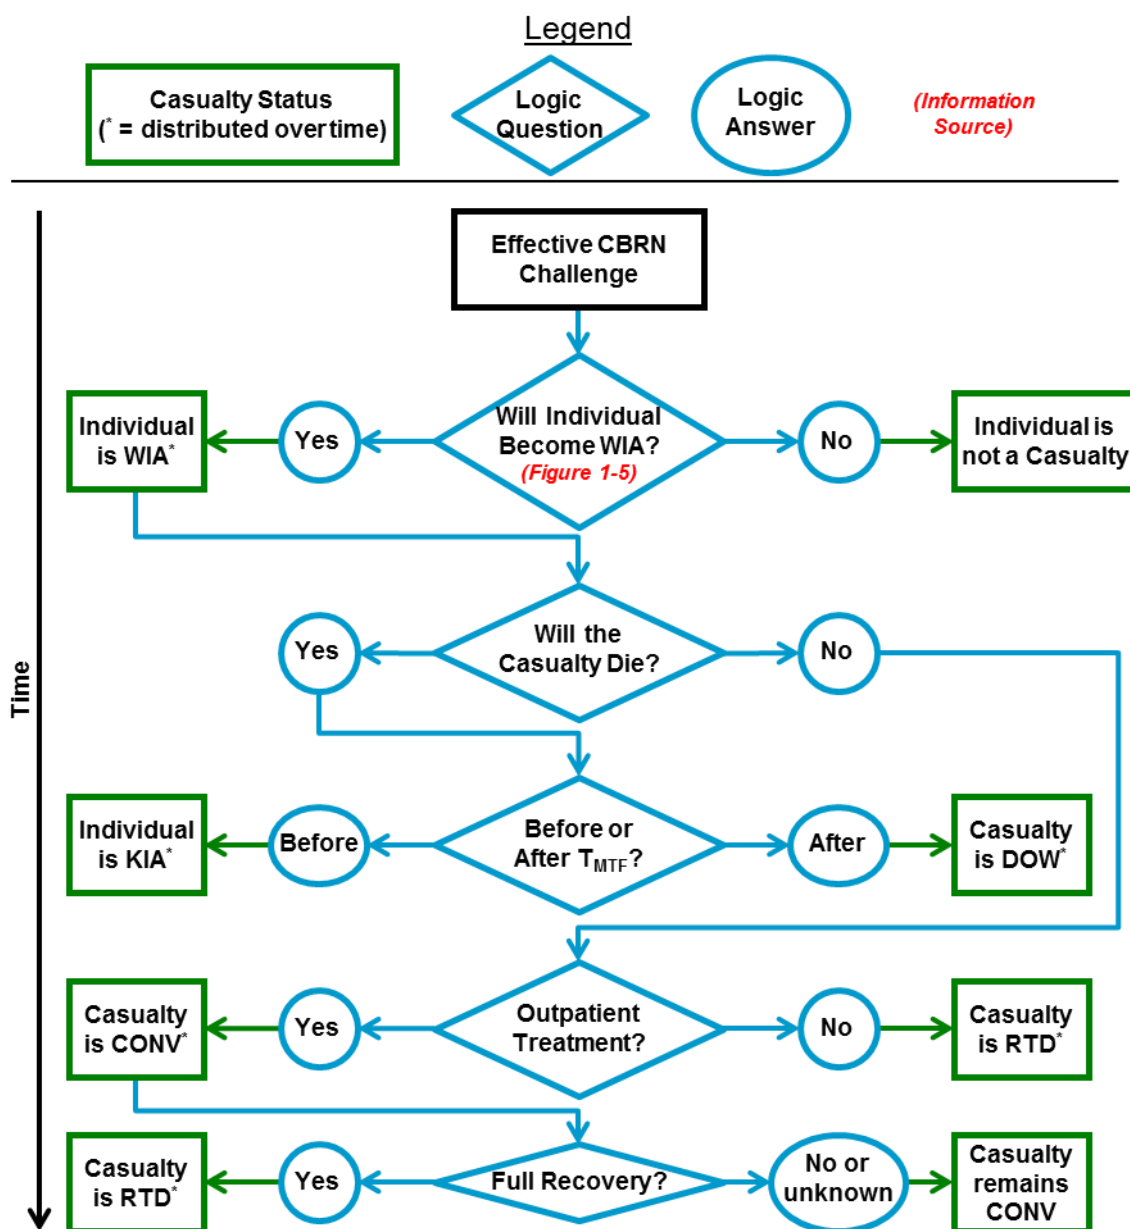 Legend
Casualty Status
(* = distributed over time)
Logic
Question
Logic
Answer
(Information
Source)
Time
Effective CBRN
Challenge
Individual
is WIA*
Yes
Will Individual
Become WIA?
(Figure 1-5)
No
Individual is
not a Casualty
Yes
Will the
Casualty Die?
No
Individual
is KIA*
Before
Before or
After TMTF?
After
Casualty
is DOW*
Casualty
is CONV*
Yes
Outpatient
Treatment?
No
Casualty
is RTD*
Casualty
is RTD*
Yes
Full Recovery?
No or
unknown
Casualty
remains
CONV